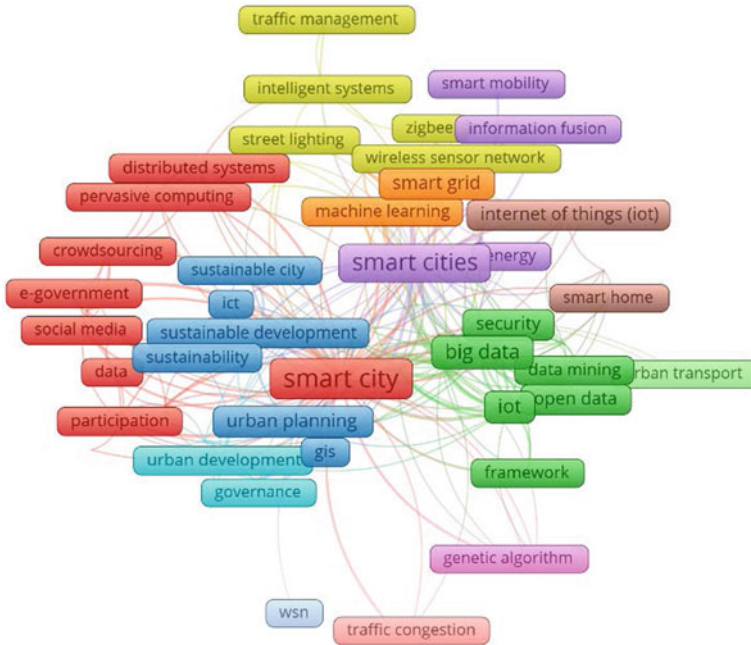 traffic management
intelligent systems
smart mobility
zigbee
information fusion
street lighting
wireless sensor network
distributed systems
smart grid
pervasive computing
machine learning
internet of things (iot)
crowdsourcing
smart cities
energy
sustainable city
e-government
ict
smart home
social media
sustainable development
security
sustainability
big data
data
smart city
data mining
rban transport
iot
open data
participation
urban planning
gis
urban development
framework
governance
genetic algorithm
wsn
traffic congestion